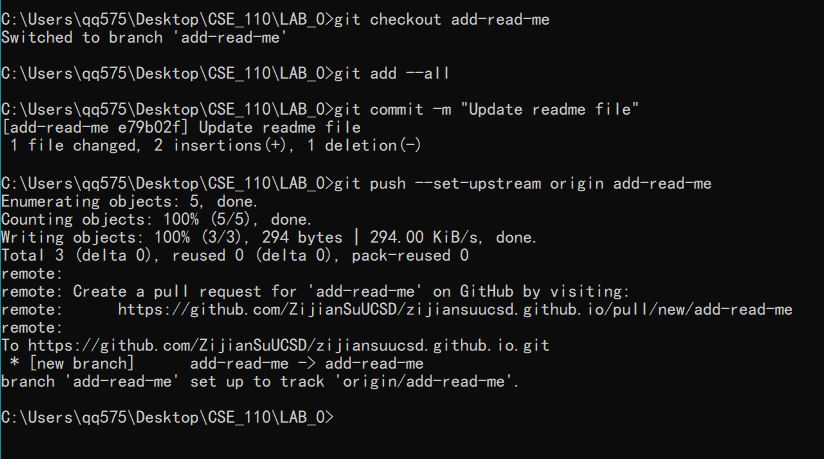 C:\Users\qq575\Desktop\CSE_110\LAB_0>git checkout add-read-me
Switched to branch 'add-read-me'
C:\Users\qq575\Desktop\CSE_110\LAB_0>git add --all
C:\Users\qq575\Desktop\CSE_110\LAB_0>git commit -m "Update readme file"
[add-read-me e79b02f] Update readme file
 1 file changed, 2 insertions(+), 1 deletion(-)
C:\Users\qq575\Desktop\CSE_110\LAB_0>git push --set-upstream origin add-read-me
Enumerating objects: 5, done.
Counting objects: 100% (5/5), done.
Writing objects: 100% (3/3), 294 bytes | 294.00 KiB/s, done.
Total 3 (delta 0), reused 0 (delta 0), pack-reused 0
remote:
remote: Create a pull request for 'add-read-me' on GitHub by visiting:
remote:      https://github.com/ZijianSuUCSD/zijiansuucsd.github.io/pull/new/add-read-me
remote:
To https://github.com/ZijianSuUCSD/zijiansuucsd.github.io.git
 * [new branch]      add-read-me -> add-read-me
branch 'add-read-me' set up to track 'origin/add-read-me'.
C:\Users\qq575\Desktop\CSE_110\LAB_0>